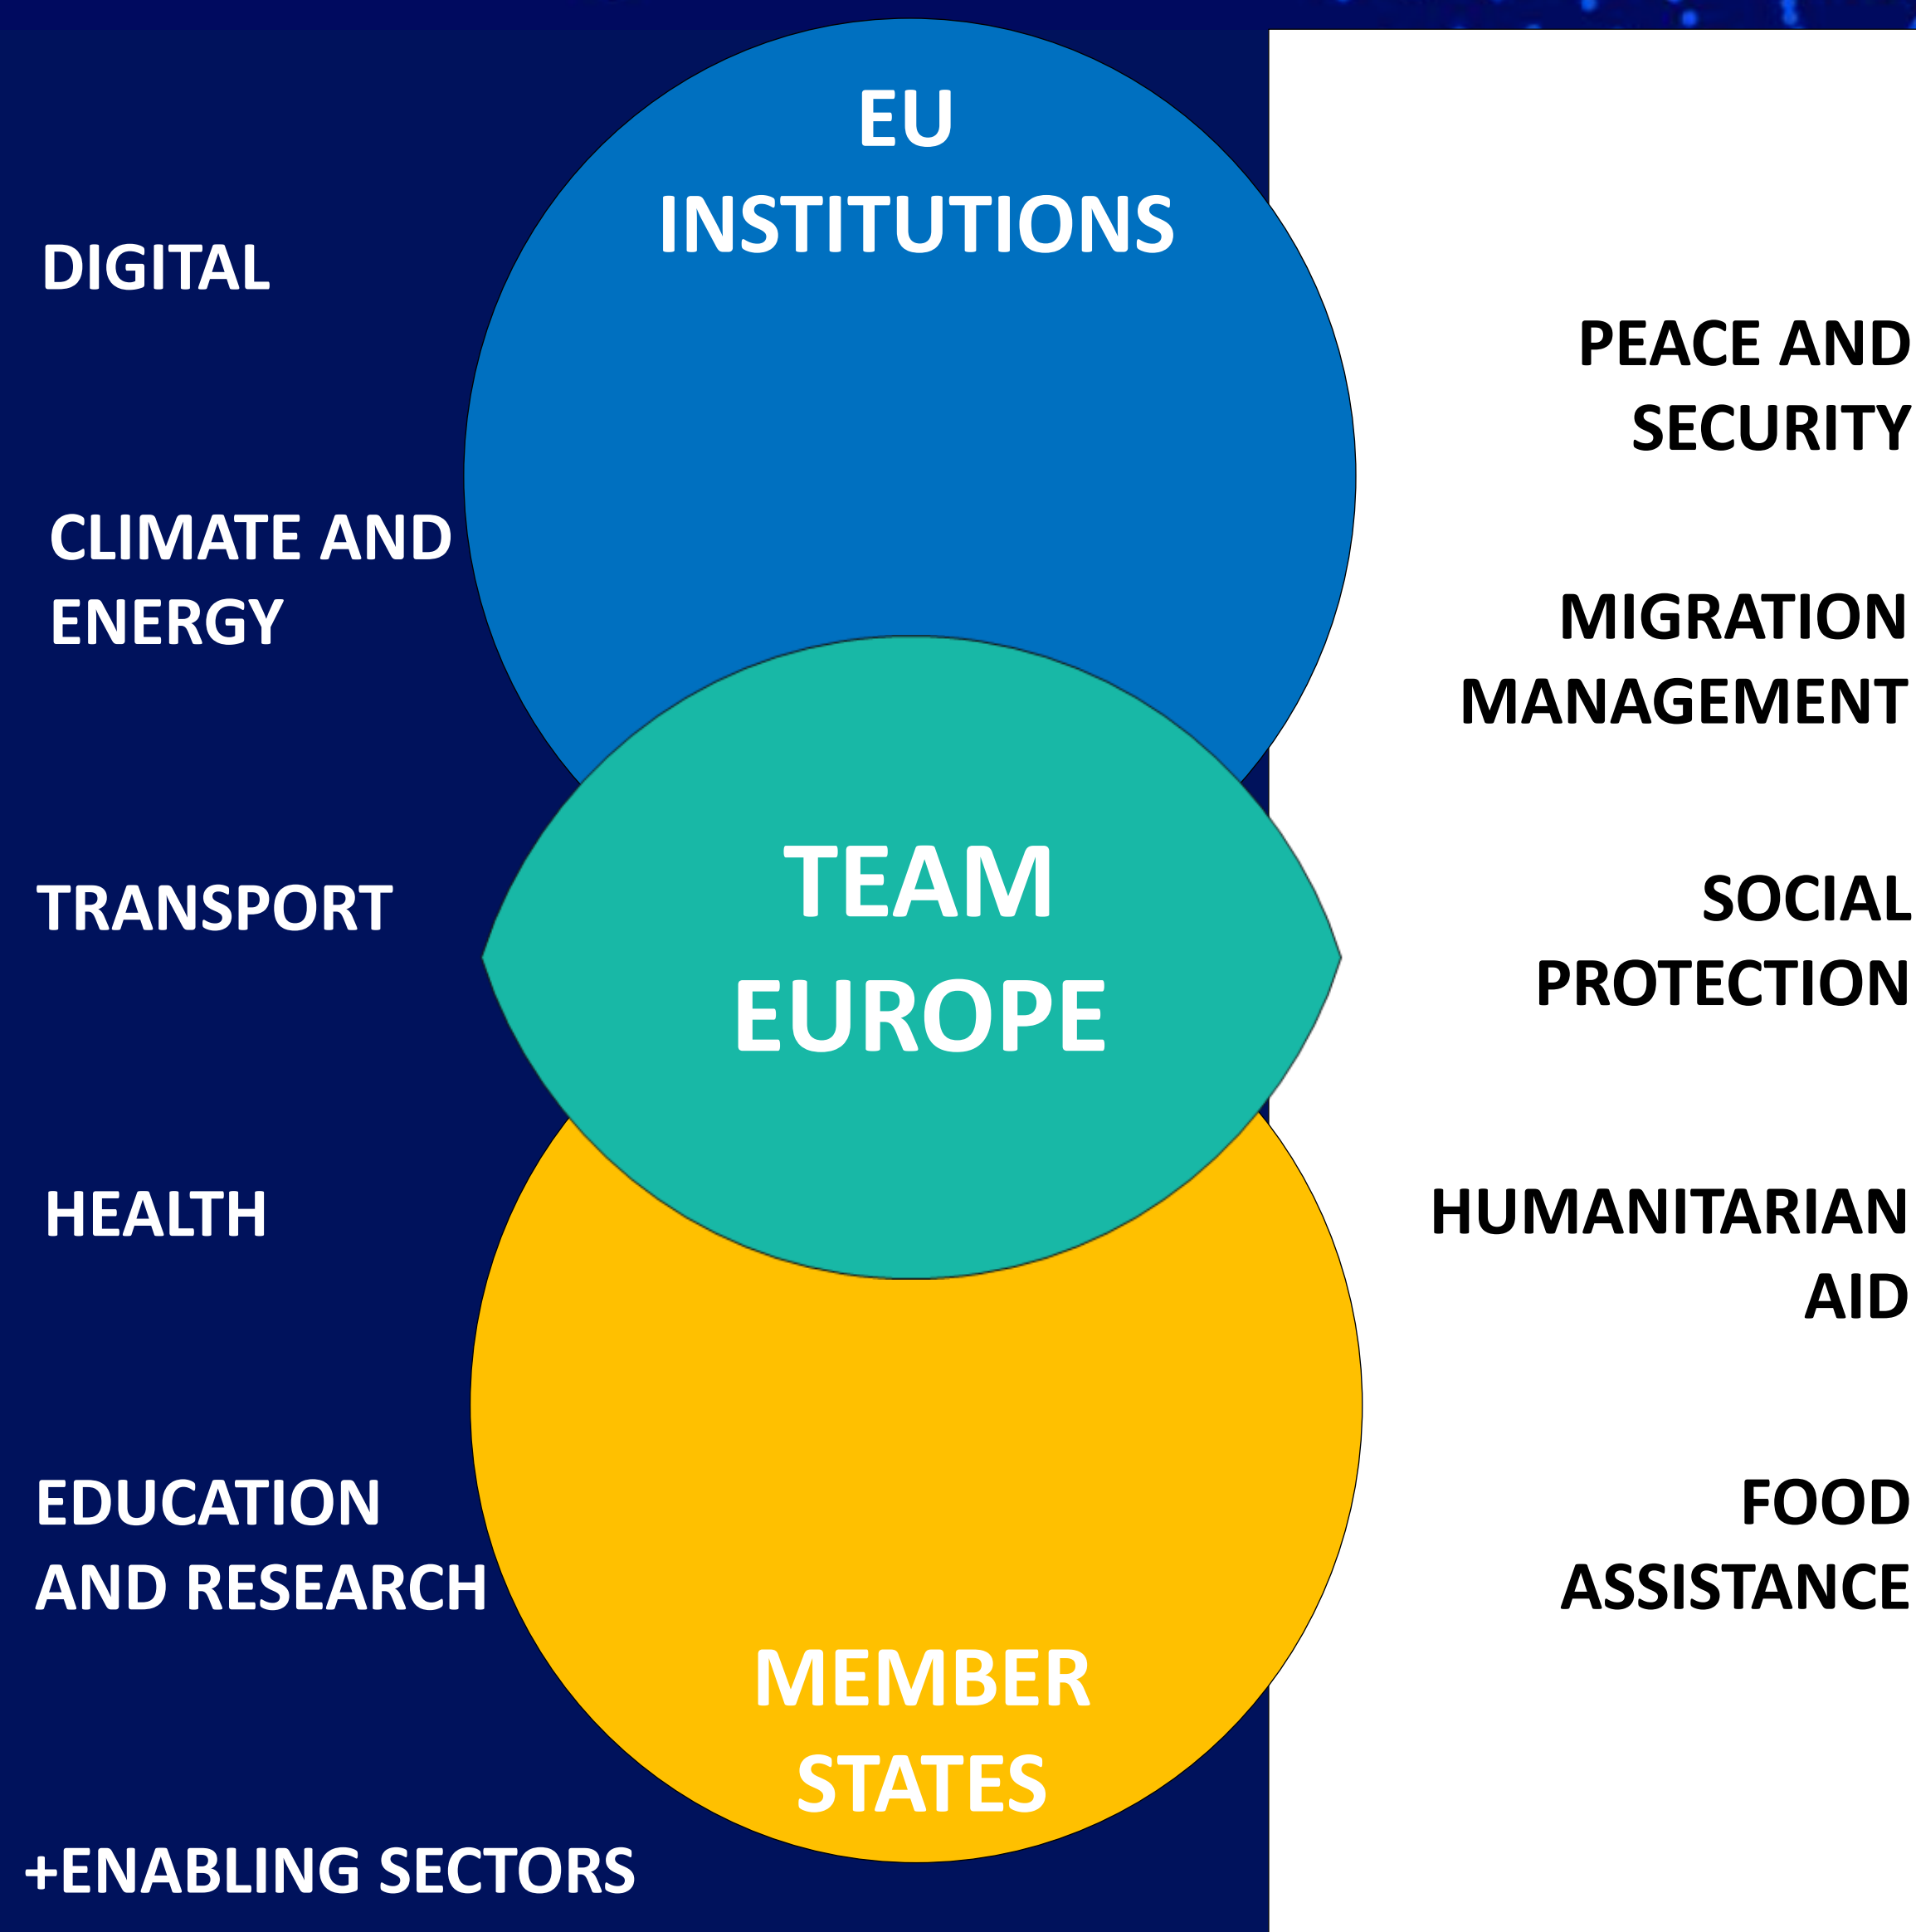 EU
INSTITUTIONS
DIGITAL
CLIMATE AND
ENERGY
TRANSPORT
HEALTH
EDUCATION
AND RESEARCH
+ENABLING SECTORS
TEAM
EUROPE
MEMBER
STATES
PEACE AND
SECURITY
MIGRATION
MANAGEMENT
SOCIAL
PROTECTION
HUMANITARIAN
AID
FOOD
ASSISTANCE